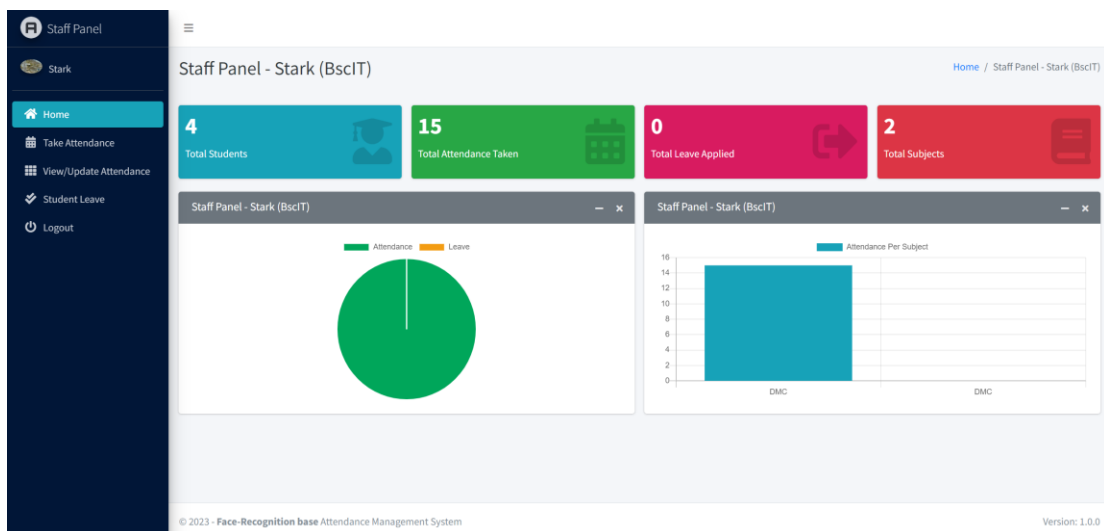 Staff Panel
Stark
Home
Take Attendance
View/Update Attendance
Student Leave
Logout
Staff Panel - Stark (BscIT)
Home / Staff Panel - Stark (BscIT)
4
Total Students
15
Total Attendance Taken
0
Total Leave Applied
2
Total Subjects
Staff Panel - Stark (BscIT)
Attendance Leave
Staff Panel - Stark (BscIT)
Attendance Per Subject
16
14
12
10
8
6
4
2
0
DMC DMC
© 2023 - Face-Recognition base Attendance Management System
Version: 1.0.0